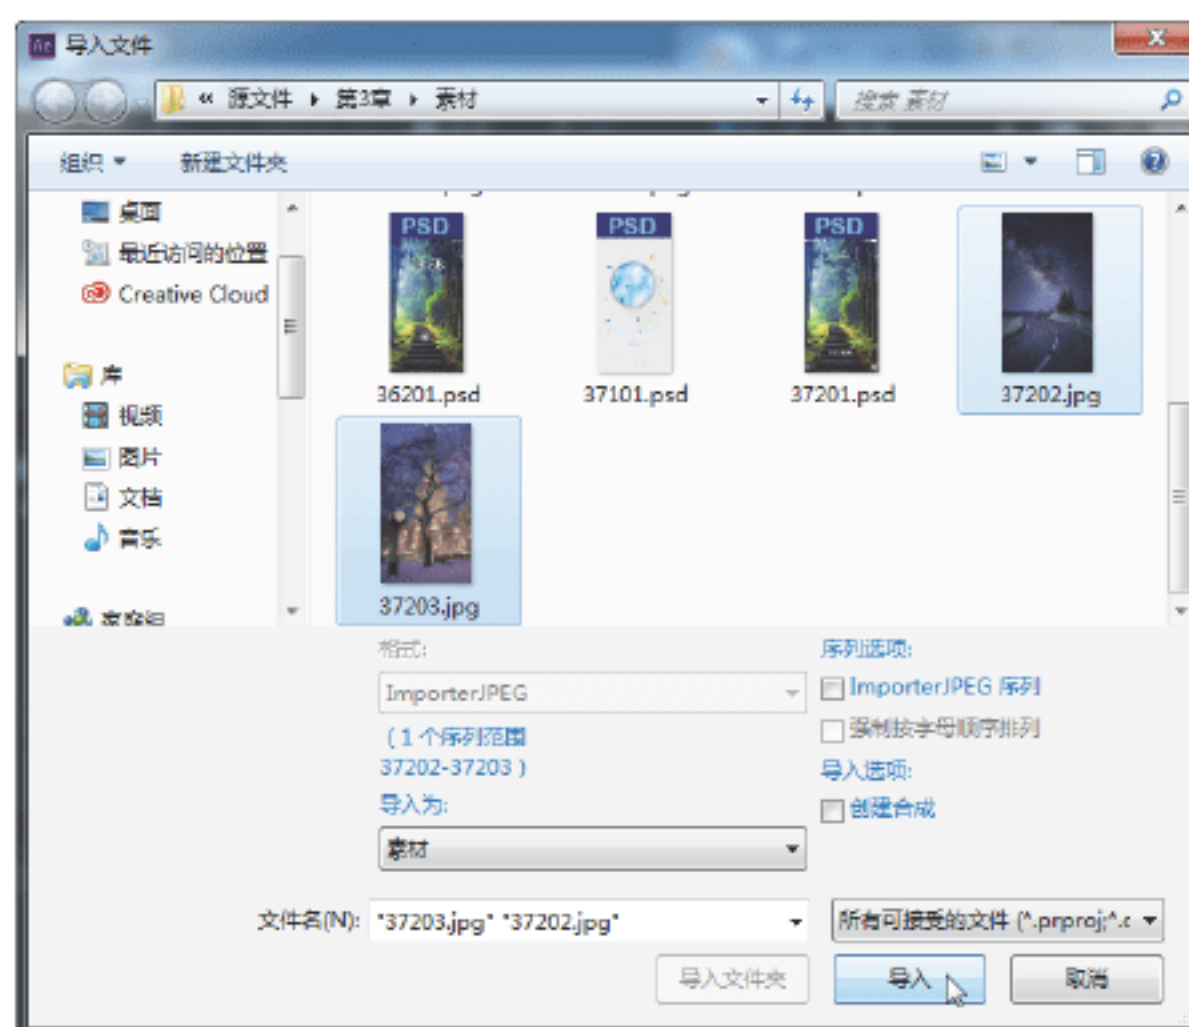 Ae 导入文件
« 源文件 ▸ 第3章 ▸ 素材
搜索 素材
组织 ▼ 新建文件夹
桌面
最近访问的位置
Creative Cloud
库
视频
图片
文档
音乐
家庭组
PSD
PSD
PSD
36201.psd
37101.psd
37201.psd
37202.jpg
37203.jpg
格式:
ImporterJPEG
(1 个序列范围
37202-37203 )
导入为:
素材
序列选项:
ImporterJPEG 序列
强制按字母顺序排列
导入选项:
创建合成
文件名(N): "37203.jpg" "37202.jpg"
所有可接受的文件 (*.prproj;*.c
导入文件夹
导入
取消